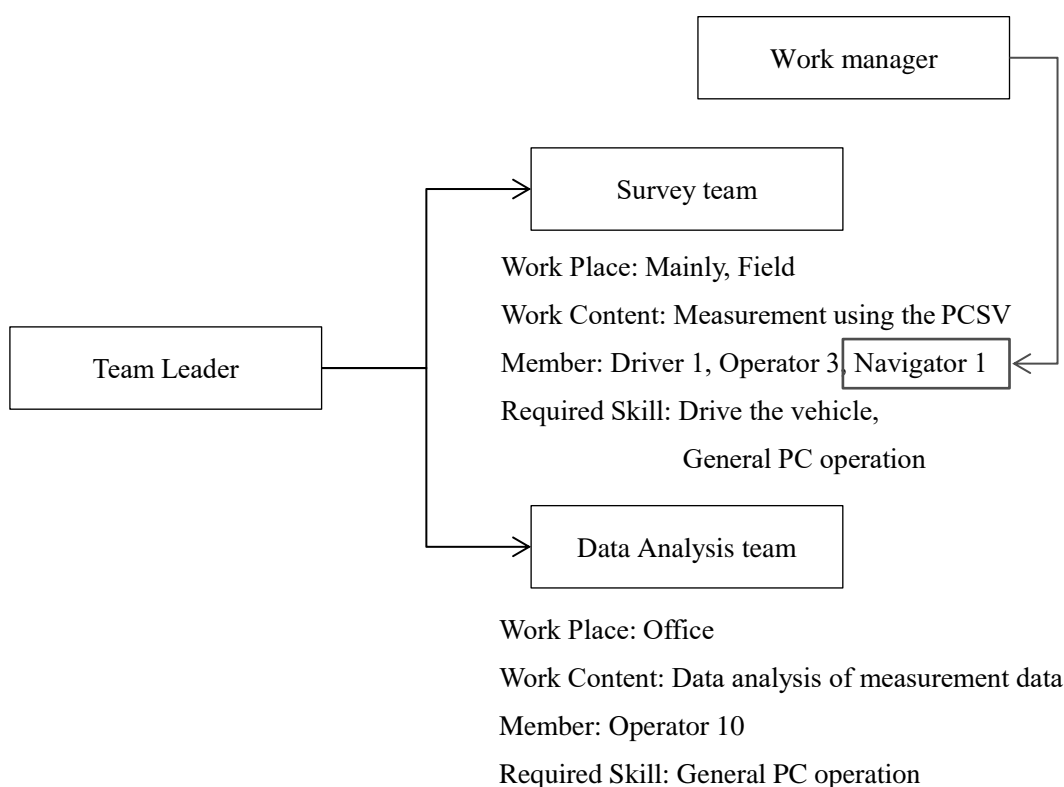 Work manager
Survey team
Work Place: Mainly, Field
Work Content: Measurement using the PCSV
Member: Driver 1, Operator 3, Navigator 1
Required Skill: Drive the vehicle,
General PC operation
Team Leader
Data Analysis team
Work Place: Office
Work Content: Data analysis of measurement data
Member: Operator 10
Required Skill: General PC operation